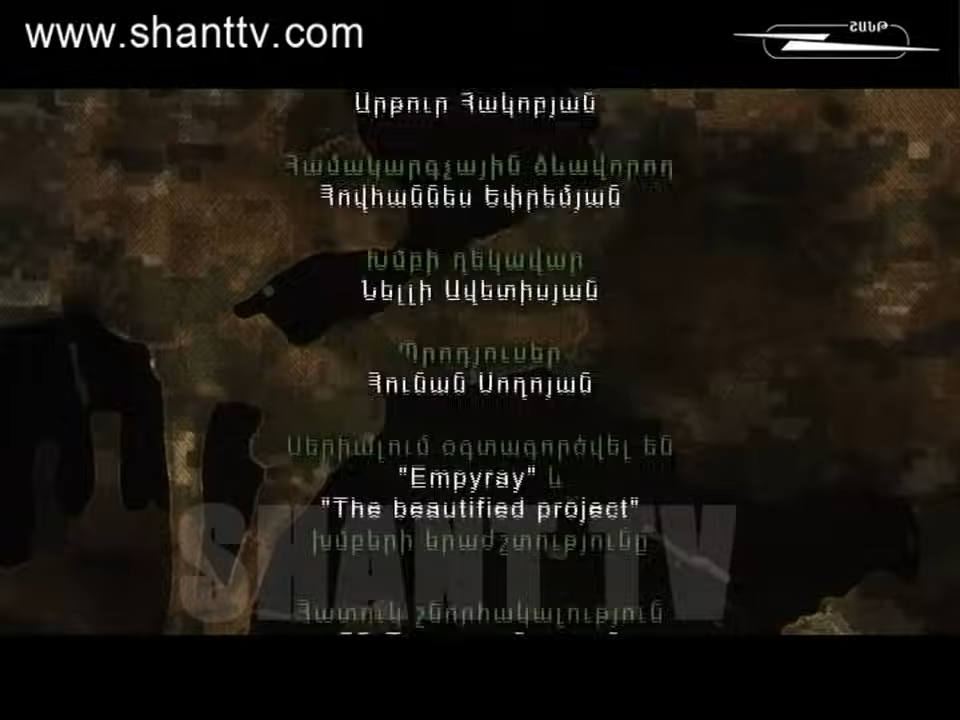 www.shanttv.com
ՇԱՆԹ
Արթուր Հակոբյան
Համակարգչային ձևավորող
Հովհաննես Եփրեմյան
Խմբի ղեկավար
Նելլի Ավետիսյան
Պրոդյուսեր
Հունան Սողոյան
Սերիալում օգտագործվել են
"Empyray" և
"The beautified project"
խմբերի երաժշտությունը
SHANT TV
Հատուկ շնորհակալություն